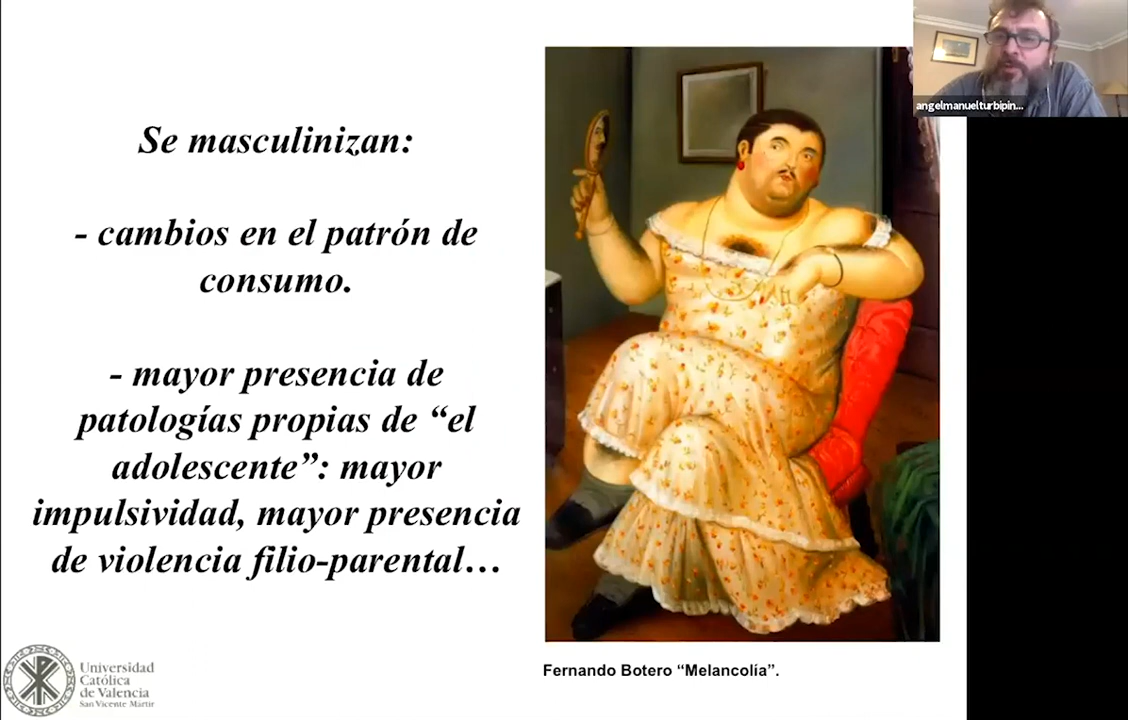 angelmanuelturbipin...
Se masculinizan:
- cambios en el patrón de
consumo.
- mayor presencia de
patologías propias de “el
adolescente”: mayor
impulsividad, mayor presencia
de violencia filio-parental…
Fernando Botero “Melancolía”.
Universidad
Católica
de Valencia
San Vicente Mártir